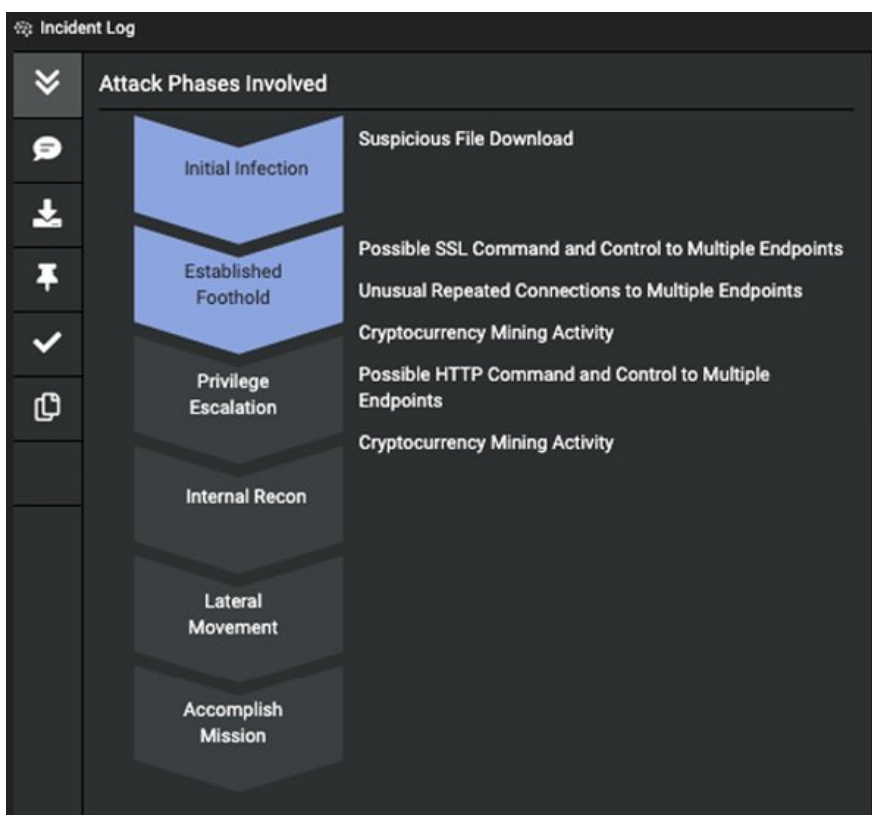 Incident Log
Attack Phases Involved
Initial Infection
Suspicious File Download
Established
Foothold
Possible SSL Command and Control to Multiple Endpoints
Unusual Repeated Connections to Multiple Endpoints
Cryptocurrency Mining Activity
Possible HTTP Command and Control to Multiple
Endpoints
Cryptocurrency Mining Activity
Privilege
Escalation
Internal Recon
Lateral
Movement
Accomplish
Mission